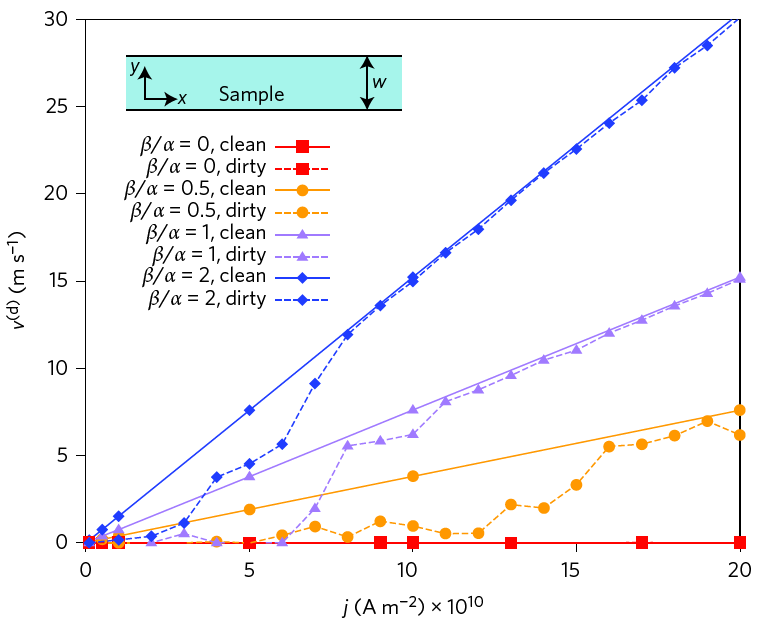 30
25
20
15
10
5
0
v(d) (m s⁻¹)
y
x
Sample
w
β/α = 0, clean
β/α = 0, dirty
β/α = 0.5, clean
β/α = 0.5, dirty
β/α = 1, clean
β/α = 1, dirty
β/α = 2, clean
β/α = 2, dirty
0 5 10 15 20
j (A m⁻²) × 10¹⁰